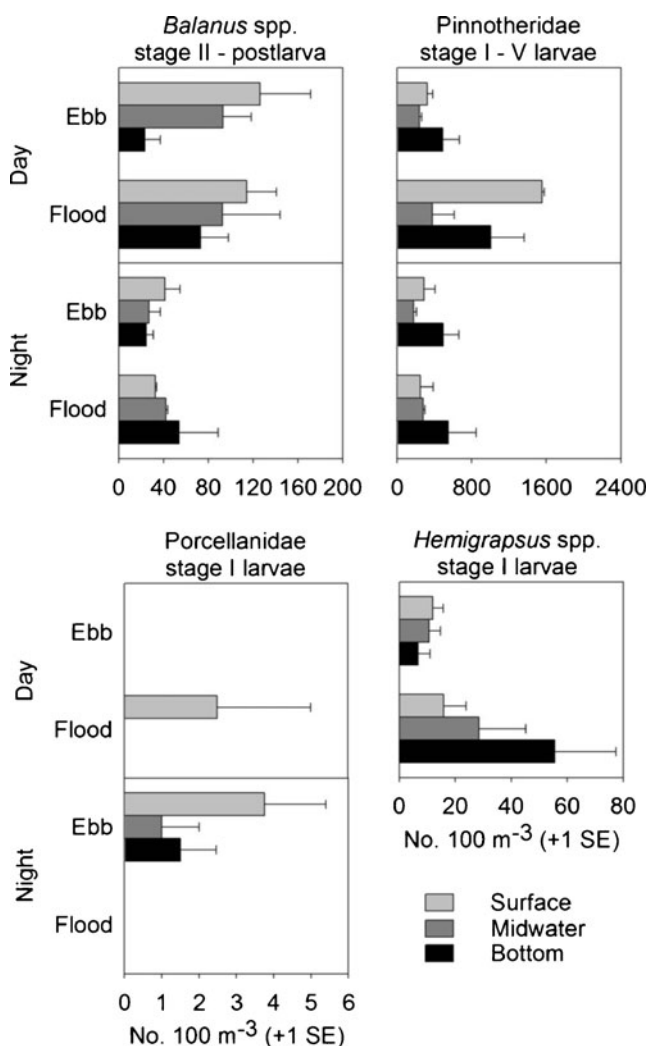 Balanus spp.
stage II - postlarva
Pinnotheridae
stage I - V larvae
Day
Ebb
Flood
Night
Ebb
Flood
0 40 80 120 160 200
0 800 1600 2400
Porcellanidae
stage I larvae
Hemigrapsus spp.
stage I larvae
Day
Ebb
Flood
Night
Ebb
Flood
0 20 40 60 80
No. 100 m⁻³ (+1 SE)
Surface
Midwater
Bottom
0 1 2 3 4 5 6
No. 100 m⁻³ (+1 SE)